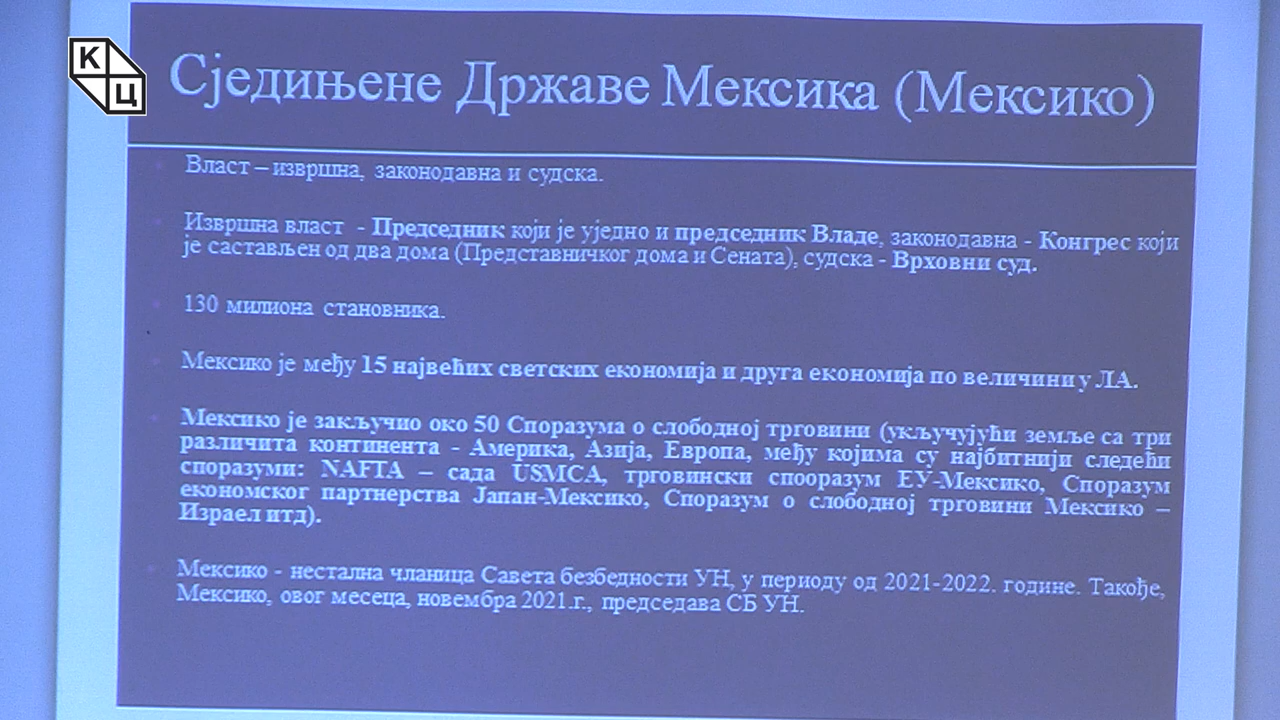 К
Ц
Сједињене Државе Мексика (Мексико)
Власт – извршна, законодавна и судска.
Извршна власт - Председник који је уједно и председник Владе, законодавна - Конгрес који
је састављен од два дома (Представничког дома и Сената), судска - Врховни суд.
130 милиона становника.
Мексико је међу 15 највећих светских економија и друга економија по величини у ЛА.
Мексико је закључио око 50 Споразума о слободној трговини (укључујући земље са три
различита континента - Америка, Азија, Европа, међу којима су најбитнији следећи
споразуми: NAFTA – сада USMCA, трговински спооразум ЕУ-Мексико, Споразум
економског партнерства Јапан-Мексико, Споразум о слободној трговини Мексико –
Израел итд).
Мексико - нестална чланица Савета безбедности УН, у периоду од 2021-2022. године. Такође,
Мексико, овог месеца, новембра 2021.г., председава СБ УН.